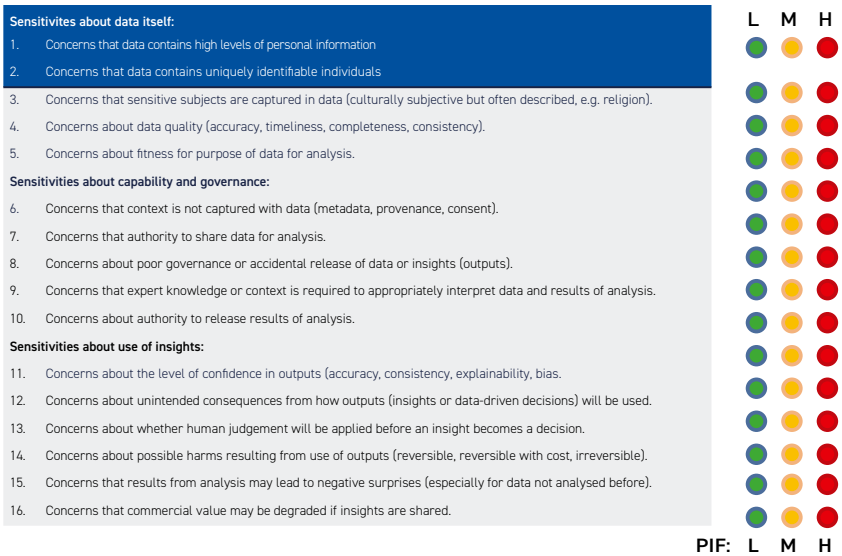 Sensitivites about data itself:
L M H
1. Concerns that data contains high levels of personal information
2. Concerns that data contains uniquely identifiable individuals
3. Concerns that sensitive subjects are captured in data (culturally subjective but often described, e.g. religion).
4. Concerns about data quality (accuracy, timeliness, completeness, consistency).
5. Concerns about fitness for purpose of data for analysis.
Sensitivities about capability and governance:
6. Concerns that context is not captured with data (metadata, provenance, consent).
7. Concerns that authority to share data for analysis.
8. Concerns about poor governance or accidental release of data or insights (outputs).
9. Concerns that expert knowledge or context is required to appropriately interpret data and results of analysis.
10. Concerns about authority to release results of analysis.
Sensitivities about use of insights:
11. Concerns about the level of confidence in outputs (accuracy, consistency, explainability, bias.
12. Concerns about unintended consequences from how outputs (insights or data-driven decisions) will be used.
13. Concerns about whether human judgement will be applied before an insight becomes a decision.
14. Concerns about possible harms resulting from use of outputs (reversible, reversible with cost, irreversible).
15. Concerns that results from analysis may lead to negative surprises (especially for data not analysed before).
16. Concerns that commercial value may be degraded if insights are shared.
PIF: L M H